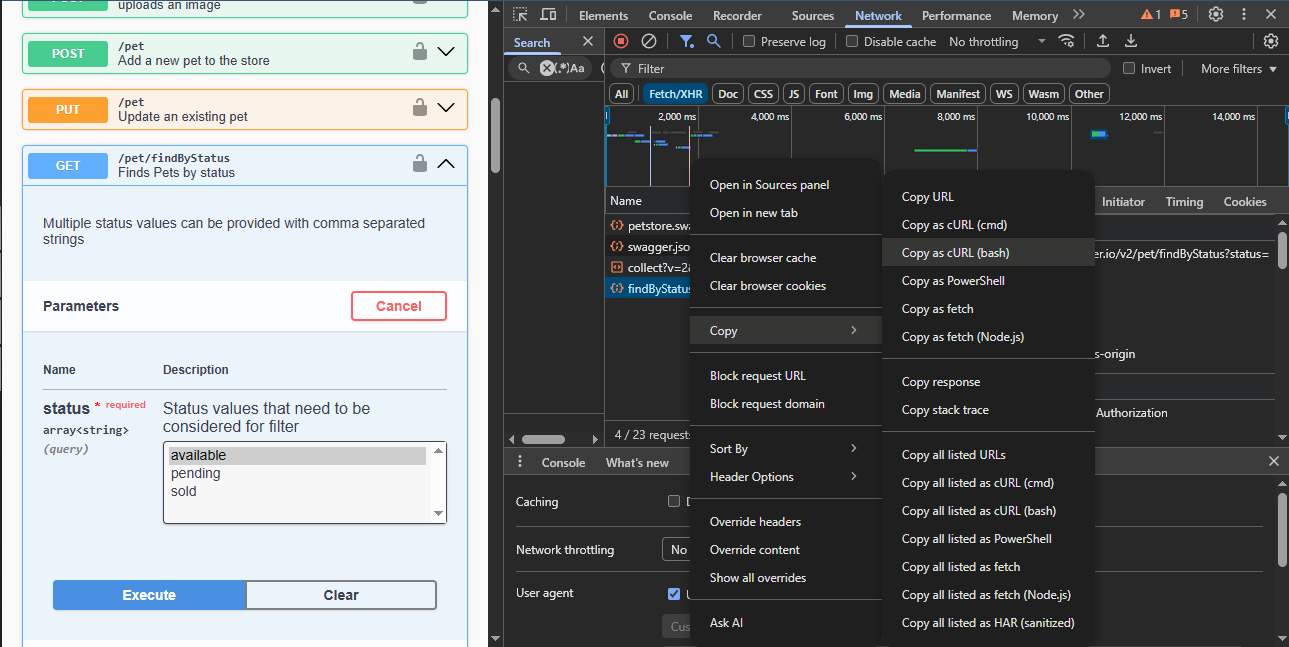 uploads an image
POST
/pet
Add a new pet to the store
PUT
/pet
Update an existing pet
GET
/pet/findByStatus
Finds Pets by status
Multiple status values can be provided with comma separated
strings
Parameters
Cancel
Name
Description
status * required
array<string>
(query)
Status values that need to be
considered for filter
available
pending
sold
Execute
Clear
Elements
Console
Recorder
Sources
Network
Performance
Memory
1
5
Search
Preserve log
Disable cache
No throttling
(.*)
Aa
Filter
Invert
More filters
All
Fetch/XHR
Doc
CSS
JS
Font
Img
Media
Manifest
WS
Wasm
Other
2,000 ms
4,000 ms
6,000 ms
8,000 ms
10,000 ms
12,000 ms
14,000 ms
Name
petstore.swa
swagger.jso
collect?v=2&
findByStatus
4 / 23 requests
Initiator
Timing
Cookies
er.io/v2/pet/findByStatus?status=
s-origin
Authorization
Open in Sources panel
Open in new tab
Clear browser cache
Clear browser cookies
Copy
Block request URL
Block request domain
Sort By
Header Options
Override headers
Override content
Show all overrides
Ask AI
Copy URL
Copy as cURL (cmd)
Copy as cURL (bash)
Copy as PowerShell
Copy as fetch
Copy as fetch (Node.js)
Copy response
Copy stack trace
Copy all listed URLs
Copy all listed as cURL (cmd)
Copy all listed as cURL (bash)
Copy all listed as PowerShell
Copy all listed as fetch
Copy all listed as fetch (Node.js)
Copy all listed as HAR (sanitized)
Console
What's new
Caching
Network throttling
No
User agent
Cus